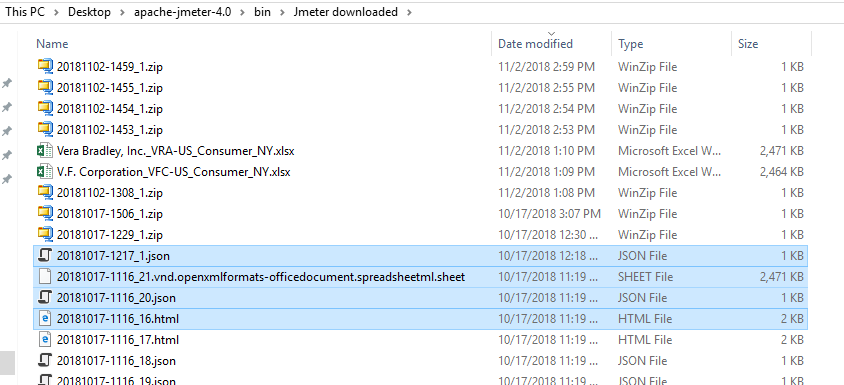 This PC > Desktop > apache-jmeter-4.0 > bin > Jmeter downloaded >
Name Date modified Type Size
20181102-1459_1.zip 11/2/2018 2:59 PM WinZip File 1 KB
20181102-1455_1.zip 11/2/2018 2:55 PM WinZip File 1 KB
20181102-1454_1.zip 11/2/2018 2:54 PM WinZip File 1 KB
20181102-1453_1.zip 11/2/2018 2:53 PM WinZip File 1 KB
Vera Bradley, Inc._VRA-US_Consumer_NY.xlsx 11/2/2018 1:10 PM Microsoft Excel W... 2,471 KB
V.F. Corporation_VFC-US_Consumer_NY.xlsx 11/2/2018 1:09 PM Microsoft Excel W... 2,464 KB
20181102-1308_1.zip 11/2/2018 1:08 PM WinZip File 1 KB
20181017-1506_1.zip 10/17/2018 3:07 PM WinZip File 1 KB
20181017-1229_1.zip 10/17/2018 12:30 ... WinZip File 1 KB
20181017-1217_1.json 10/17/2018 12:18 ... JSON File 1 KB
20181017-1116_21.vnd.openxmlformats-officedocument.spreadsheetml.sheet 10/17/2018 11:19 ... SHEET File 2,471 KB
20181017-1116_20.json 10/17/2018 11:19 ... JSON File 1 KB
20181017-1116_16.html 10/17/2018 11:19 ... HTML File 2 KB
20181017-1116_17.html 10/17/2018 11:19 ... HTML File 2 KB
20181017-1116_18.json 10/17/2018 11:19 ... JSON File 1 KB
20181017-1116_19.json 10/17/2018 11:19 ... JSON File 1 KB